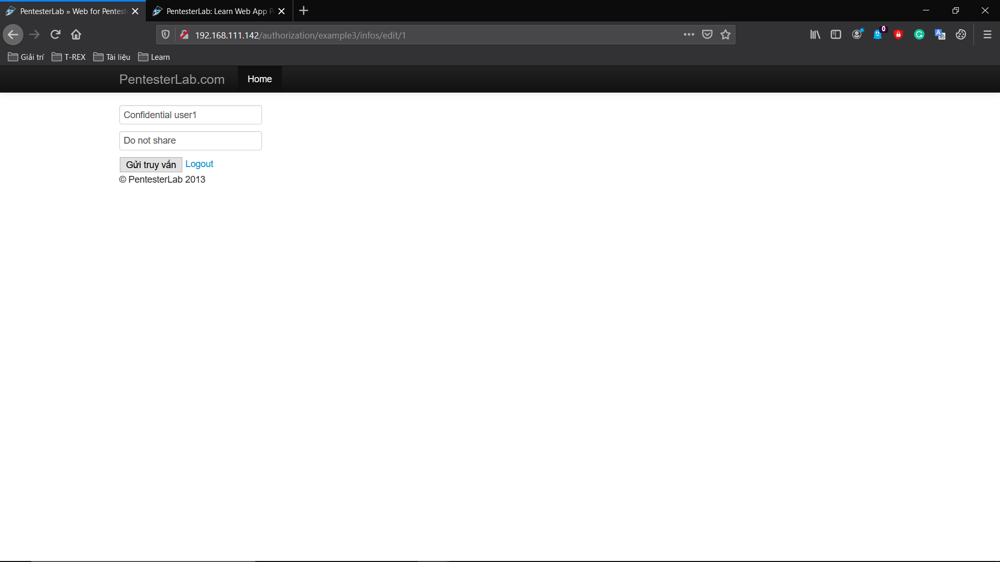 PentesterLab » Web for Pentest
PentesterLab: Learn Web App P
192.168.111.142/authorization/example3/infos/edit/1
0
Giải trí
T-REX
Tài liệu
Learn
PentesterLab.com
Home
Confidential user1
Do not share
Gửi truy vấn
Logout
© PentesterLab 2013